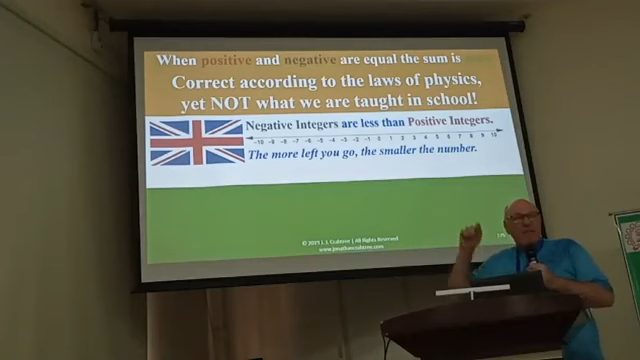 When positive and negative are equal the sum is
Correct according to the laws of physics,
yet NOT what we are taught in school!
Negative Integers are less than Positive Integers.
-10 -9 -8 -7 -6 -5 -4 -3 -2 -1 0 1 2 3 4 5 6 7 8 9 10
The more left you go, the smaller the number.
© 2019 J. J. Crabtree | All Rights Reserved
www.jonathancrabtree.com